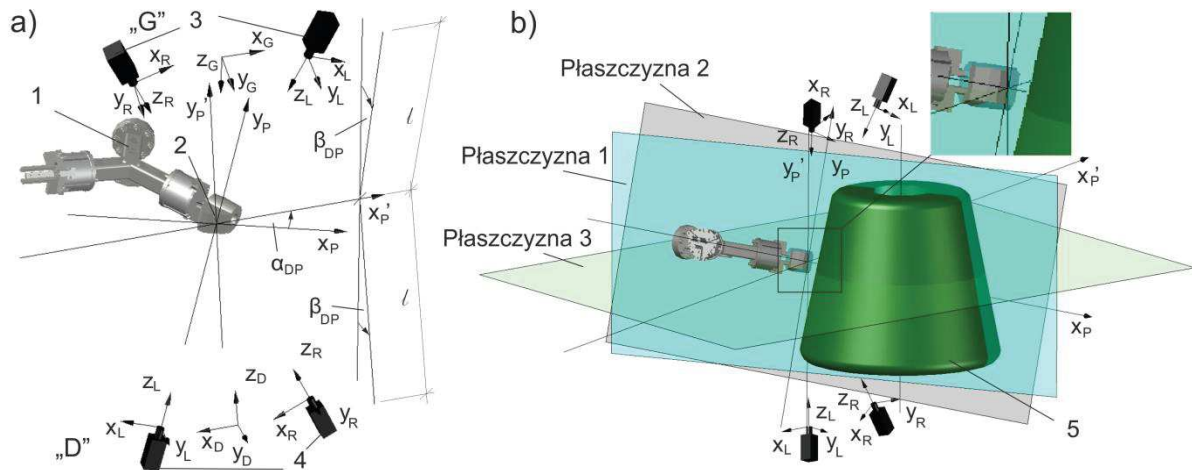 a)
„G"
3
x_G
x_R
z_G
y_G
x_L
z_L
y_L
1
y_R
z_R
y_P'
y_P
β_DP
l
2
x_P'
x_P
α_DP
β_DP
l
z_R
z_L
z_D
y_R
x_L
x_D
x_R
„D"
y_L
y_D
4
b)
Płaszczyzna 2
x_R
z_L
x_L
z_R
y_R
y_L
Płaszczyzna 1
y_P'
y_P
x_P'
Płaszczyzna 3
x_P
z_R
z_L
x_R
y_R
x_L
y_L
5